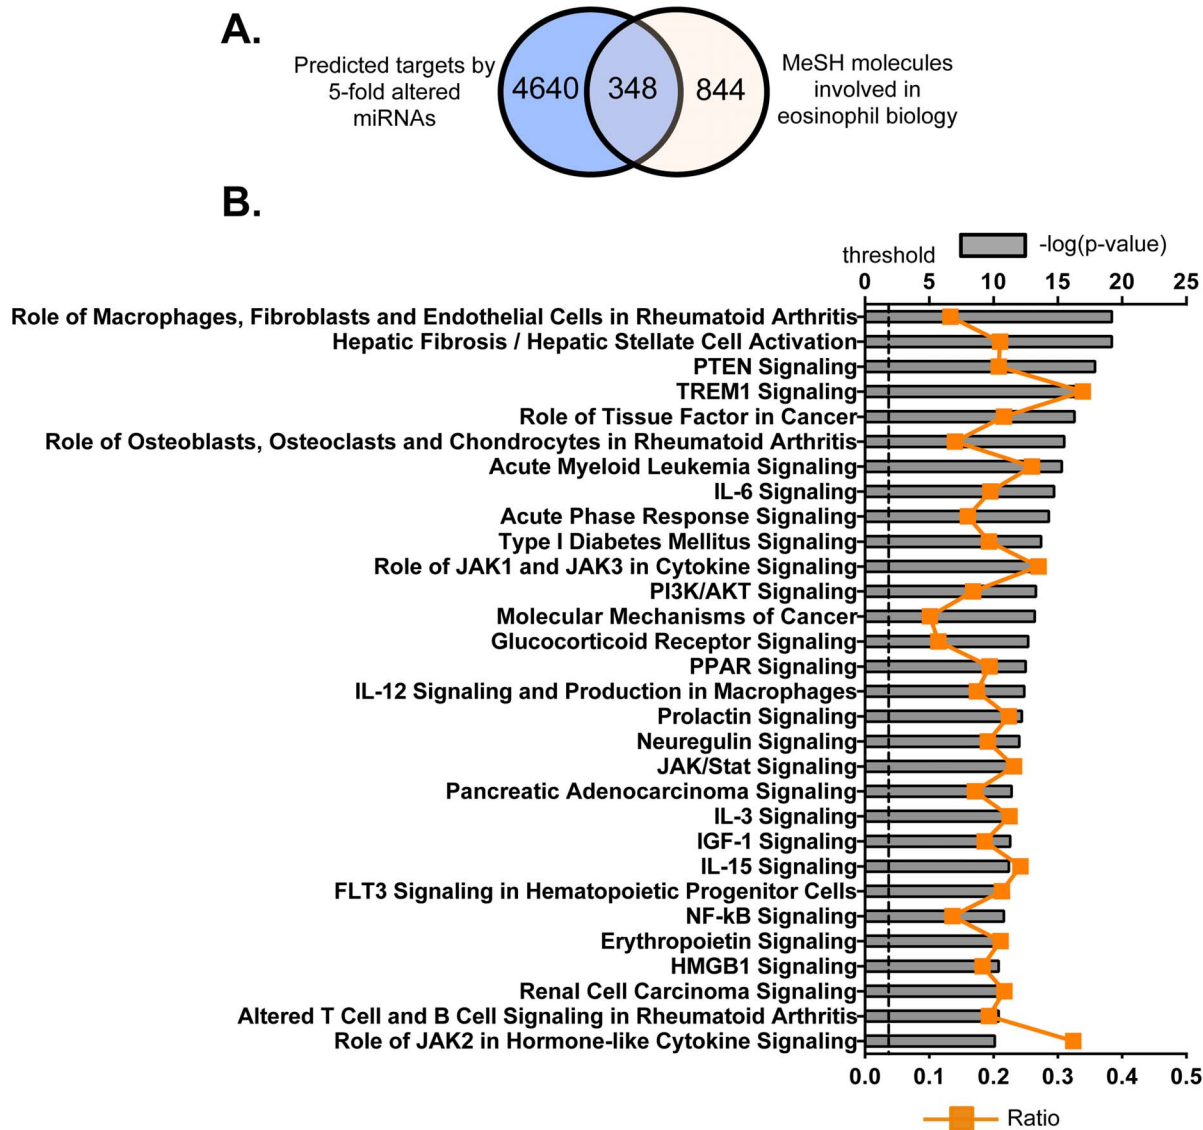 A.
Predicted targets by
5-fold altered
miRNAs
4640
348
844
MeSH molecules
involved in
eosinophil biology
B.
-log(p-value)
threshold
0 5 10 15 20 25
Role of Macrophages, Fibroblasts and Endothelial Cells in Rheumatoid Arthritis
Hepatic Fibrosis / Hepatic Stellate Cell Activation
PTEN Signaling
TREM1 Signaling
Role of Tissue Factor in Cancer
Role of Osteoblasts, Osteoclasts and Chondrocytes in Rheumatoid Arthritis
Acute Myeloid Leukemia Signaling
IL-6 Signaling
Acute Phase Response Signaling
Type I Diabetes Mellitus Signaling
Role of JAK1 and JAK3 in Cytokine Signaling
PI3K/AKT Signaling
Molecular Mechanisms of Cancer
Glucocorticoid Receptor Signaling
PPAR Signaling
IL-12 Signaling and Production in Macrophages
Prolactin Signaling
Neuregulin Signaling
JAK/Stat Signaling
Pancreatic Adenocarcinoma Signaling
IL-3 Signaling
IGF-1 Signaling
IL-15 Signaling
FLT3 Signaling in Hematopoietic Progenitor Cells
NF-kB Signaling
Erythropoietin Signaling
HMGB1 Signaling
Renal Cell Carcinoma Signaling
Altered T Cell and B Cell Signaling in Rheumatoid Arthritis
Role of JAK2 in Hormone-like Cytokine Signaling
0.0 0.1 0.2 0.3 0.4 0.5
Ratio